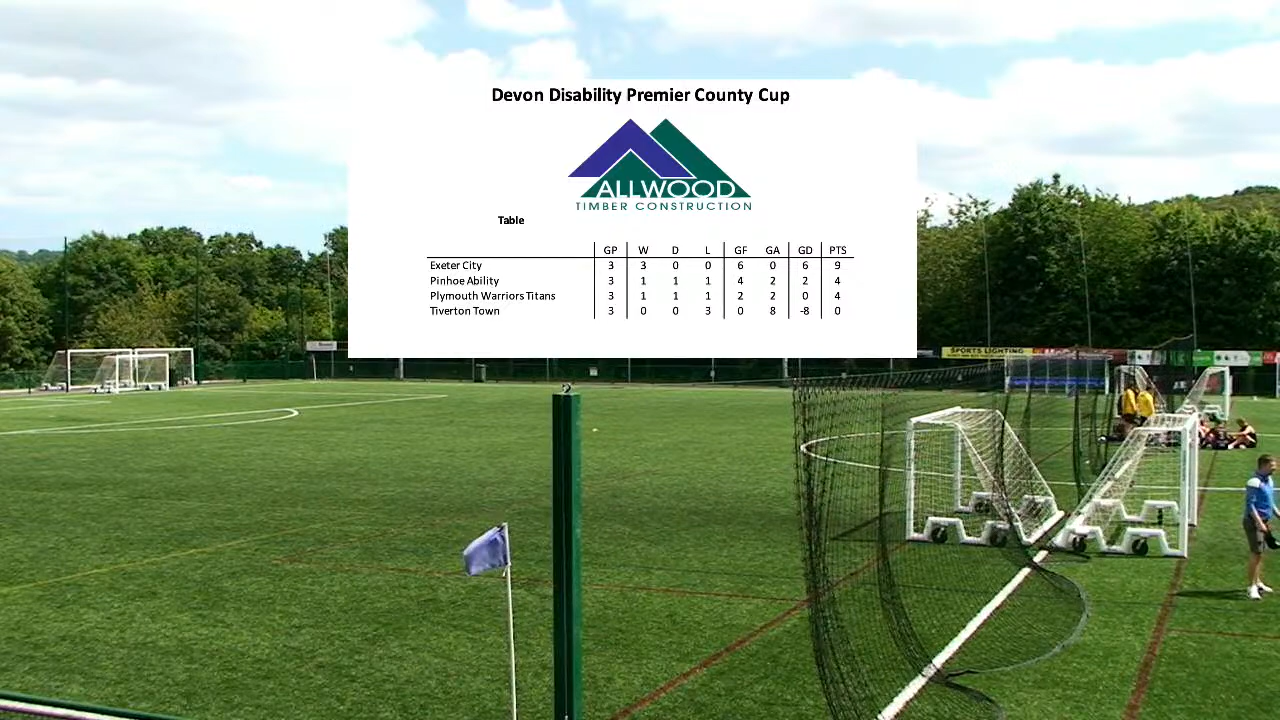 Devon Disability Premier County Cup
ALLWOOD
TIMBER CONSTRUCTION
Table
GP W D L GF GA GD PTS
Exeter City 3 3 0 0 6 0 6 9
Pinhoe Ability 3 1 1 1 4 2 2 4
Plymouth Warriors Titans 3 1 1 1 2 2 0 4
Tiverton Town 3 0 0 3 0 8 -8 0
SPORTS LIGHTING